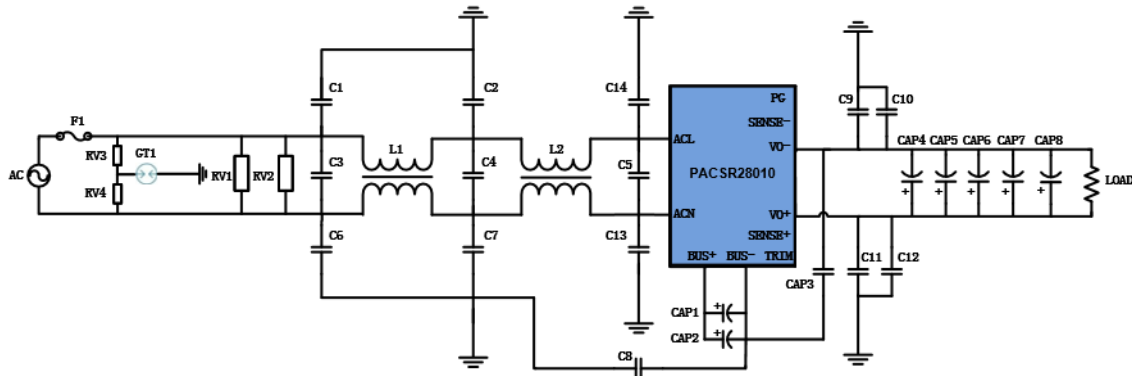 C1
C2
C14
C9
C10
PG
SENSE-
F1
RV3
GT1
L1
L2
ACL
VO-
CAP4
CAP5
CAP6
CAP7
CAP8
AC
RV4
RV1
RV2
C3
C4
C5
PACSR28010
LOAD
ACN
VO+
C6
C7
C13
SENSE+
BUS+
BUS-
TRIM
C11
C12
CAP3
CAP1
+
CAP2
+
C8
+
+
+
+
+